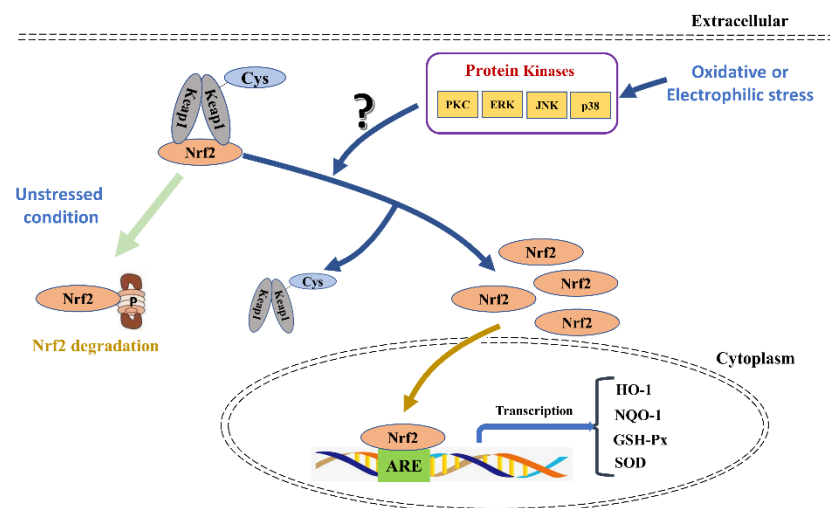 Extracellular
Cys
Keap1
Keap1
Nrf2
?
Protein Kinases
PKC
ERK
JNK
p38
Oxidative or
Electrophilic stress
Unstressed
condition
Nrf2
P
Nrf2 degradation
Cys
Keap1
Keap1
Nrf2
Nrf2
Nrf2
Nrf2
Cytoplasm
Nrf2
ARE
Transcription
HO-1
NQO-1
GSH-Px
SOD